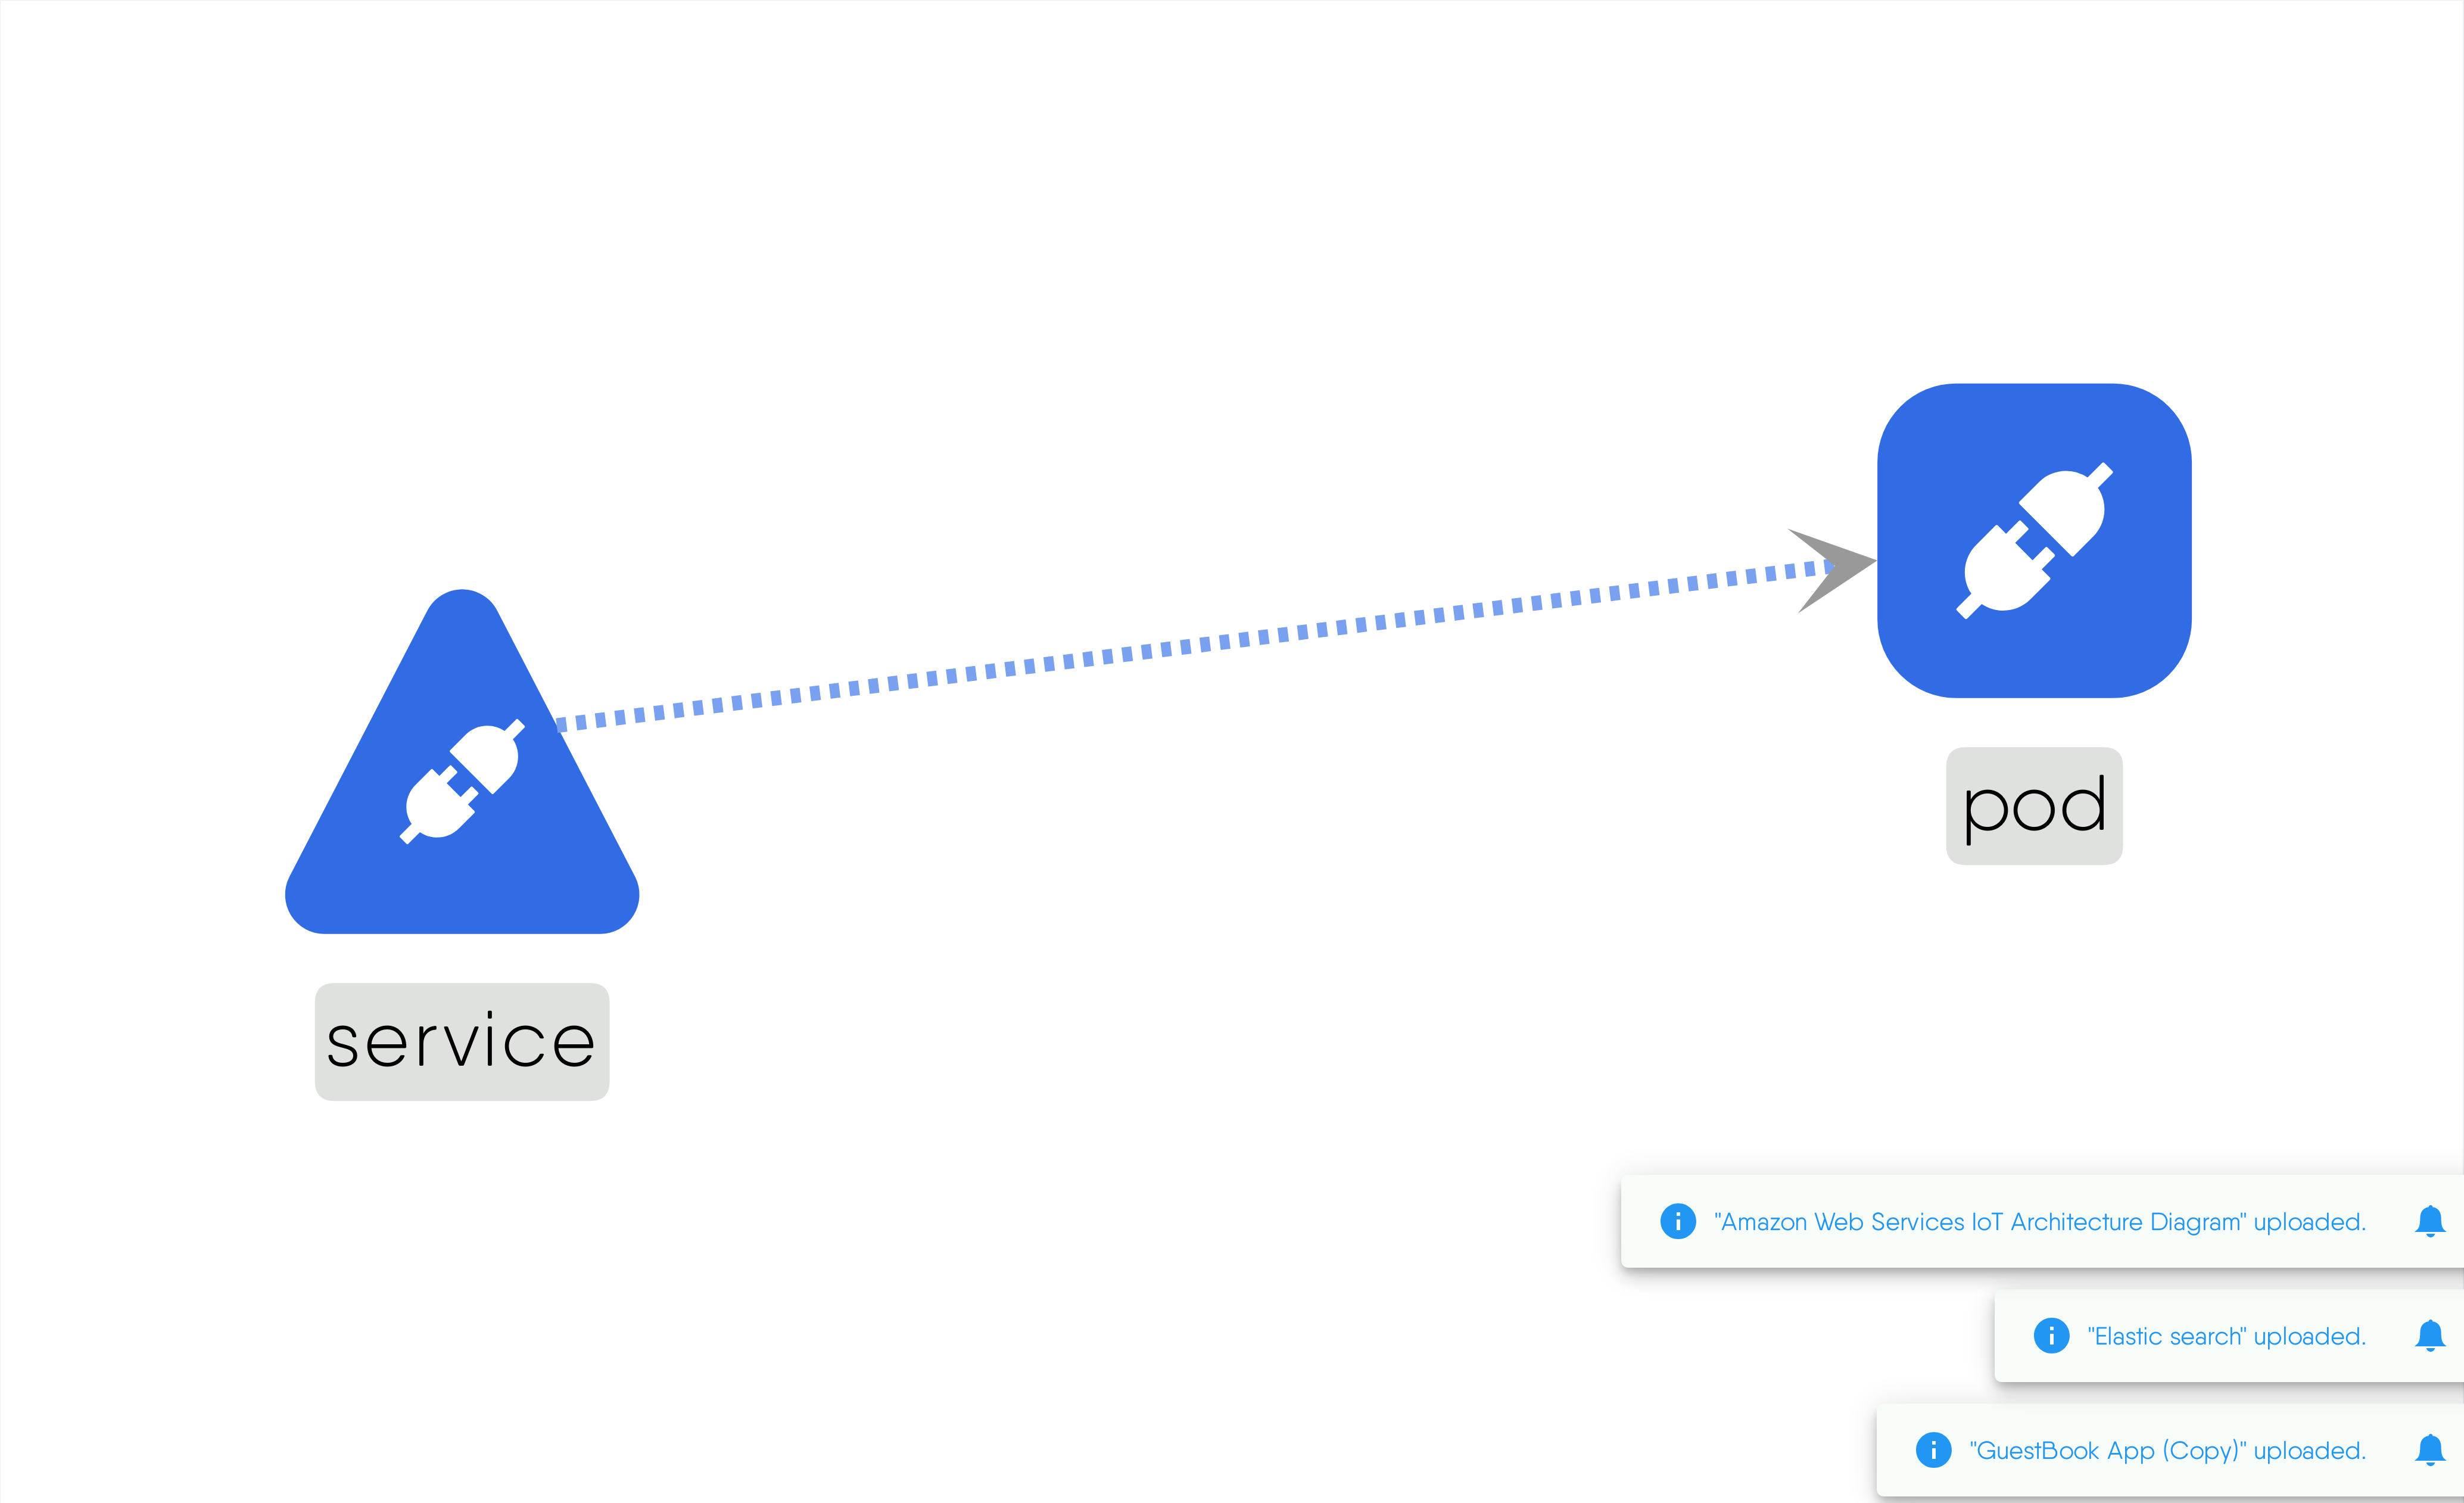 pod
service
"Amazon Web Services IoT Architecture Diagram" uploaded.
"Elastic search" uploaded.
"GuestBook App (Copy)" uploaded.